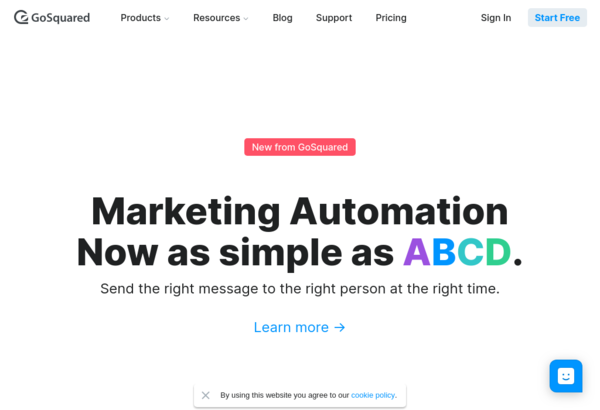 GoSquared
Products
Resources
Blog
Support
Pricing
Sign In
Start Free
New from GoSquared
Marketing Automation
Now as simple as ABCD.
Send the right message to the right person at the right time.
Learn more →
By using this website you agree to our cookie policy.